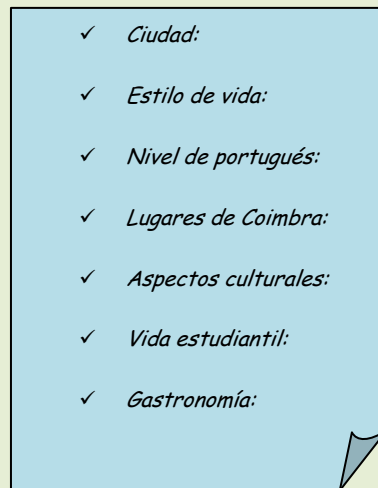 ✓ Ciudad:
✓ Estilo de vida:
✓ Nivel de portugués:
✓ Lugares de Coimbra:
✓ Aspectos culturales:
✓ Vida estudiantil:
✓ Gastronomía: